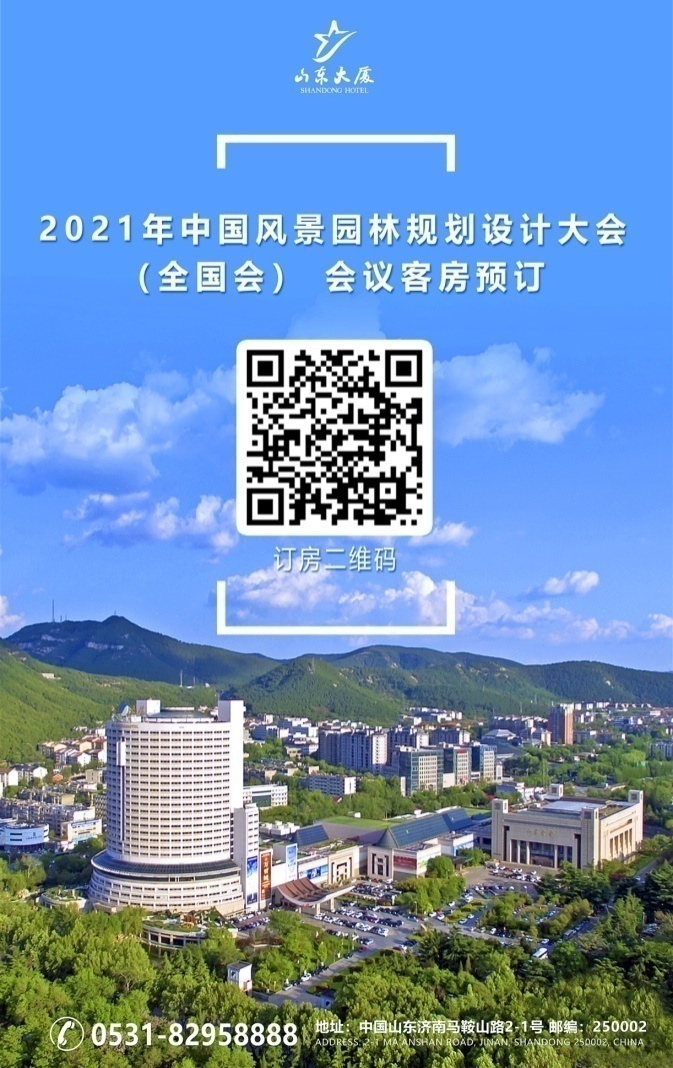 山东大厦
SHANDONG HOTEL
2021年中国风景园林规划设计大会
（全国会） 会议客房预订
订房二维码
0531-82958888
地址：中国山东济南马鞍山路2-1号 邮编：250002
ADDRESS: 2-1 MA'ANSHAN ROAD, JINAN, SHANDONG 250002, CHINA